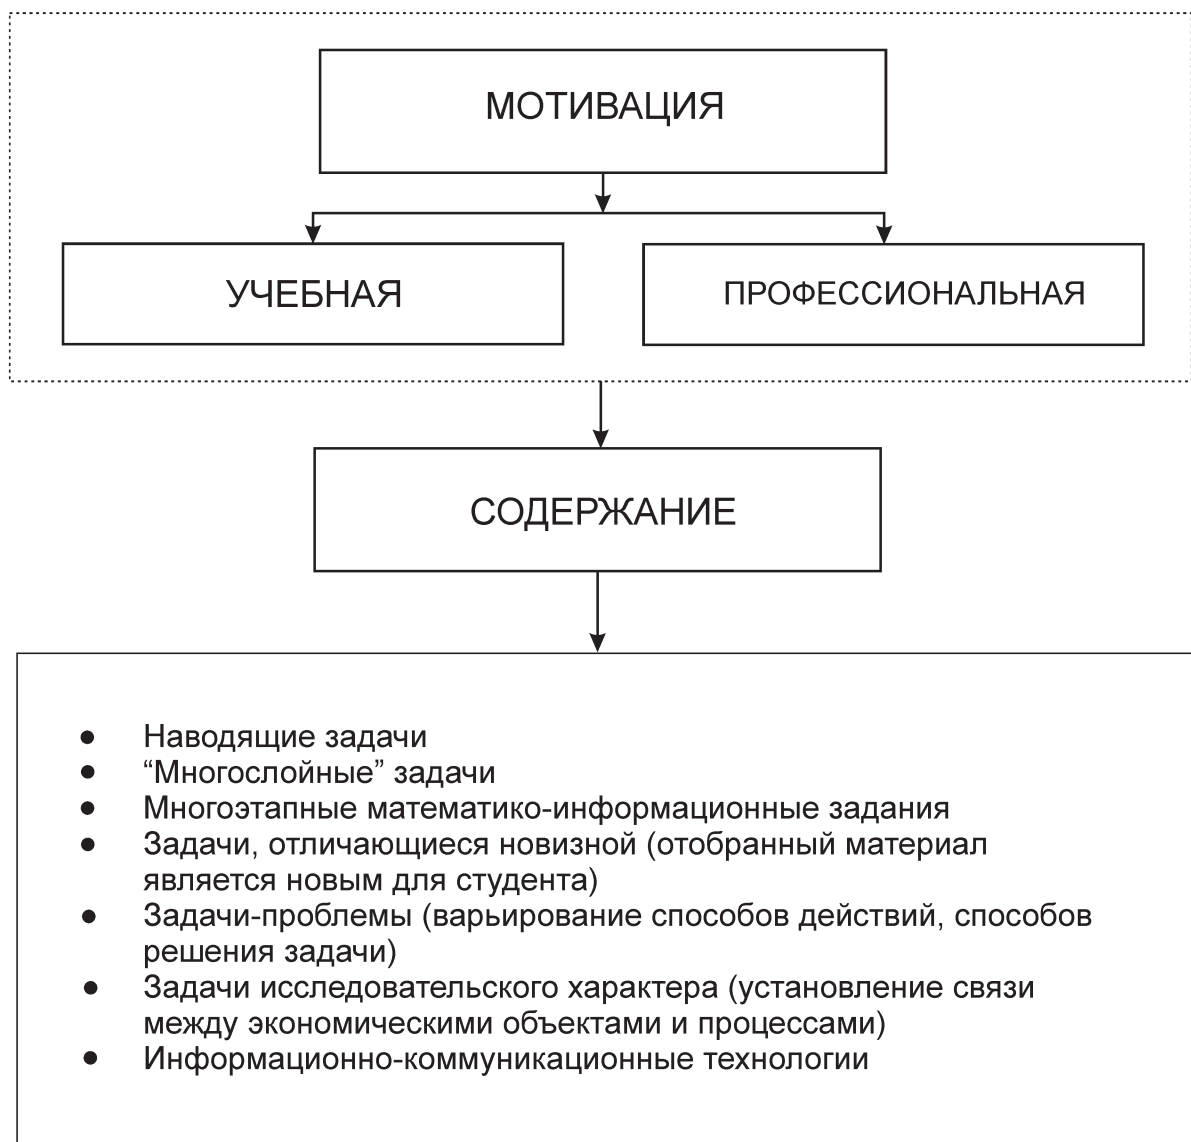 МОТИВАЦИЯ
УЧЕБНАЯ
ПРОФЕССИОНАЛЬНАЯ
СОДЕРЖАНИЕ
● Наводящие задачи
● “Многослойные” задачи
● Многоэтапные математико-информационные задания
● Задачи, отличающиеся новизной (отобранный материал
является новым для студента)
● Задачи-проблемы (варьирование способов действий, способов
решения задачи)
● Задачи исследовательского характера (установление связи
между экономическими объектами и процессами)
● Информационно-коммуникационные технологии